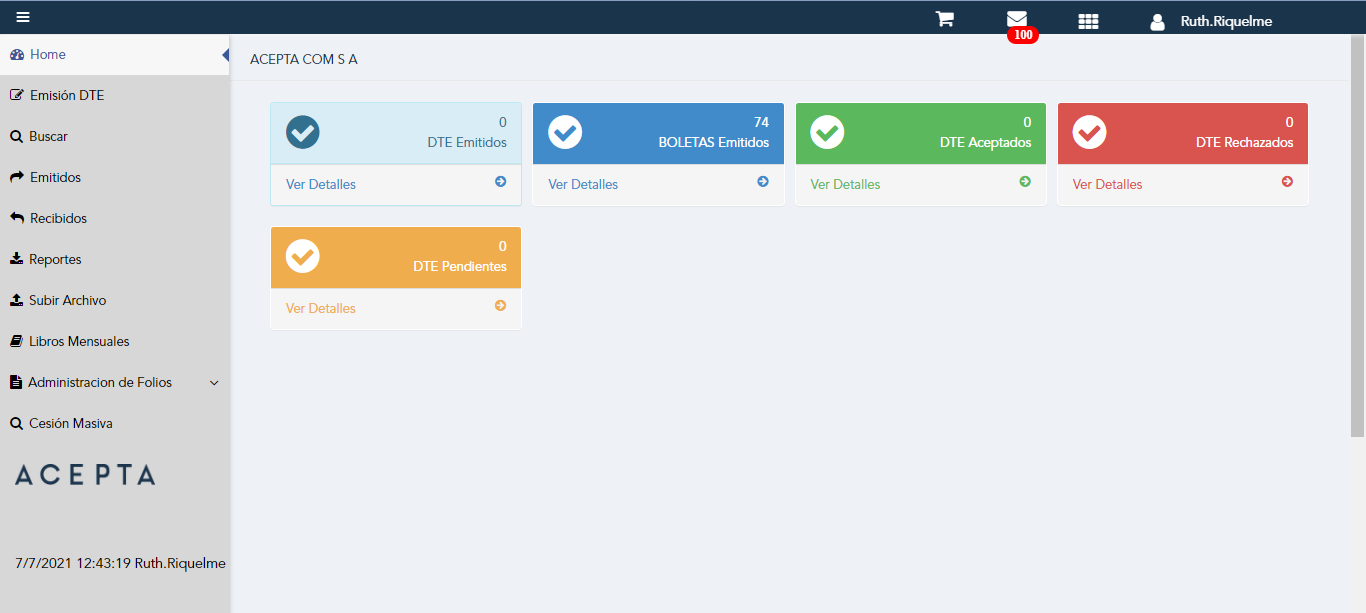 100
Ruth.Riquelme
Home
Emisión DTE
Buscar
Emitidos
Recibidos
Reportes
Subir Archivo
Libros Mensuales
Administracion de Folios
Cesión Masiva
ACEPTA
7/7/2021 12:43:19 Ruth.Riquelme
ACEPTA COM S A
0
DTE Emitidos
Ver Detalles
74
BOLETAS Emitidos
Ver Detalles
0
DTE Aceptados
Ver Detalles
0
DTE Rechazados
Ver Detalles
0
DTE Pendientes
Ver Detalles